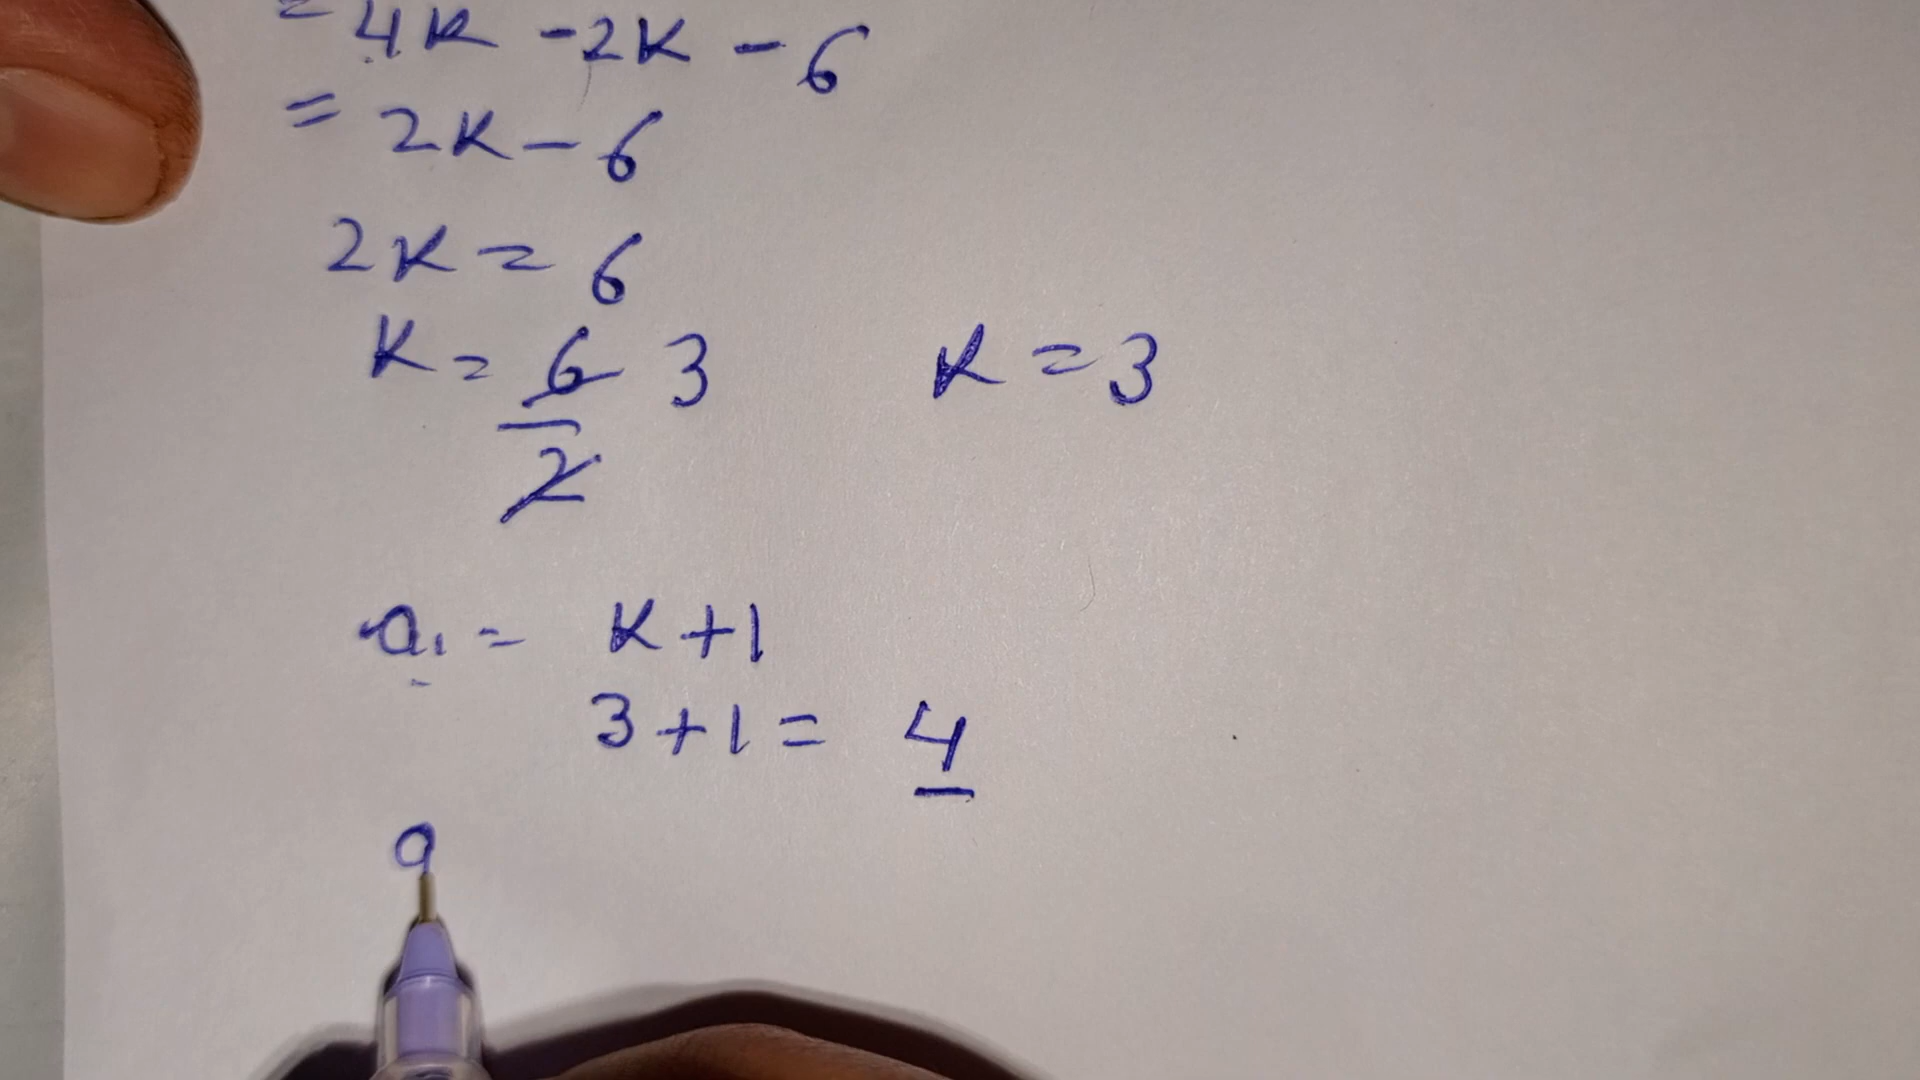 = 4K - 2K - 6
= 2K - 6
2K = 6
K = 6/2 3 K = 3
a₁ = K + 1
3 + 1 = 4
a